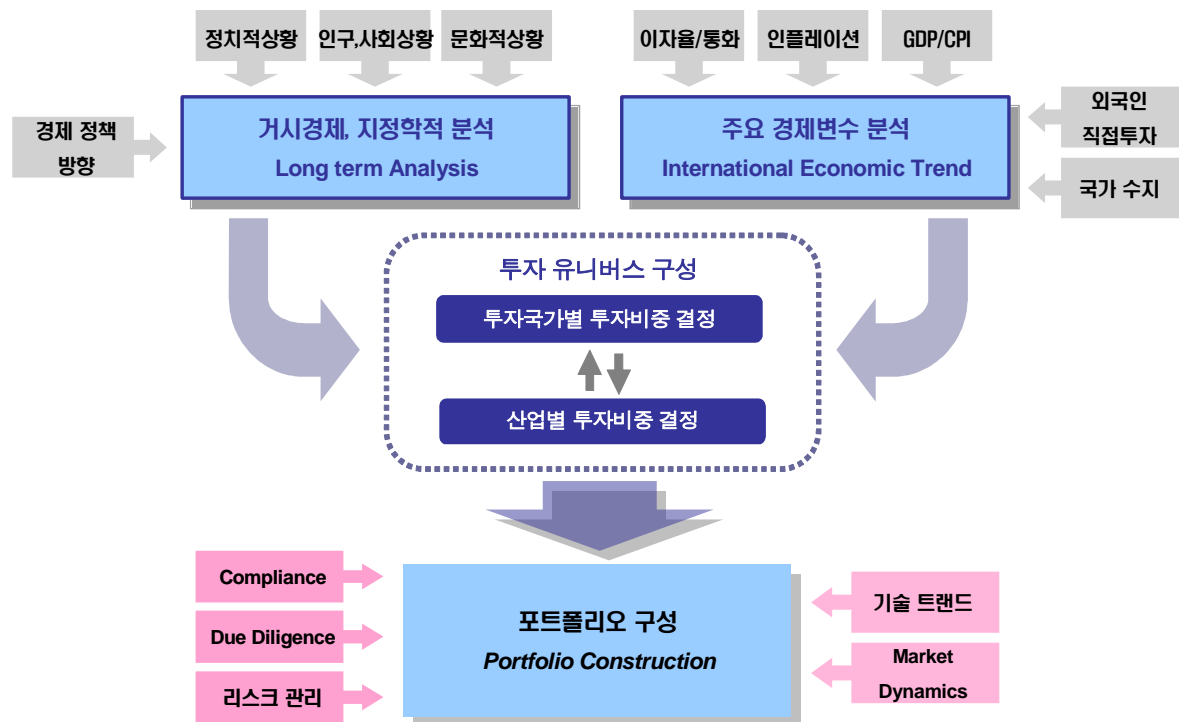 정치적상황
인구,사회상황
문화적상황
이자율/통화
인플레이션
GDP/CPI
경제 정책
방향
거시경제, 지정학적 분석
Long term Analysis
주요 경제변수 분석
International Economic Trend
외국인
직접투자
국가 수지
투자 유니버스 구성
투자국가별 투자비중 결정
산업별 투자비중 결정
Compliance
Due Diligence
리스크 관리
포트폴리오 구성
Portfolio Construction
기술 트랜드
Market
Dynamics